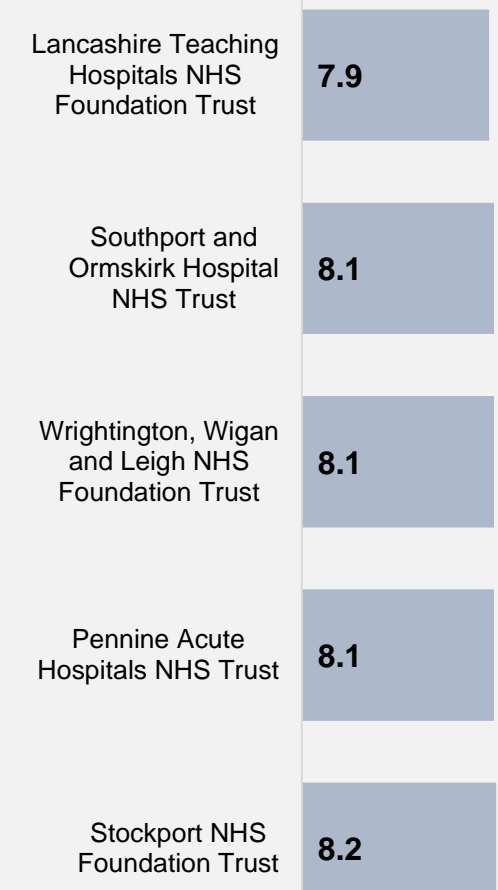 Lancashire Teaching
Hospitals NHS
Foundation Trust
7.9
Southport and
Ormskirk Hospital
NHS Trust
8.1
Wrightington, Wigan
and Leigh NHS
Foundation Trust
8.1
Pennine Acute
Hospitals NHS Trust
8.1
Stockport NHS
Foundation Trust
8.2